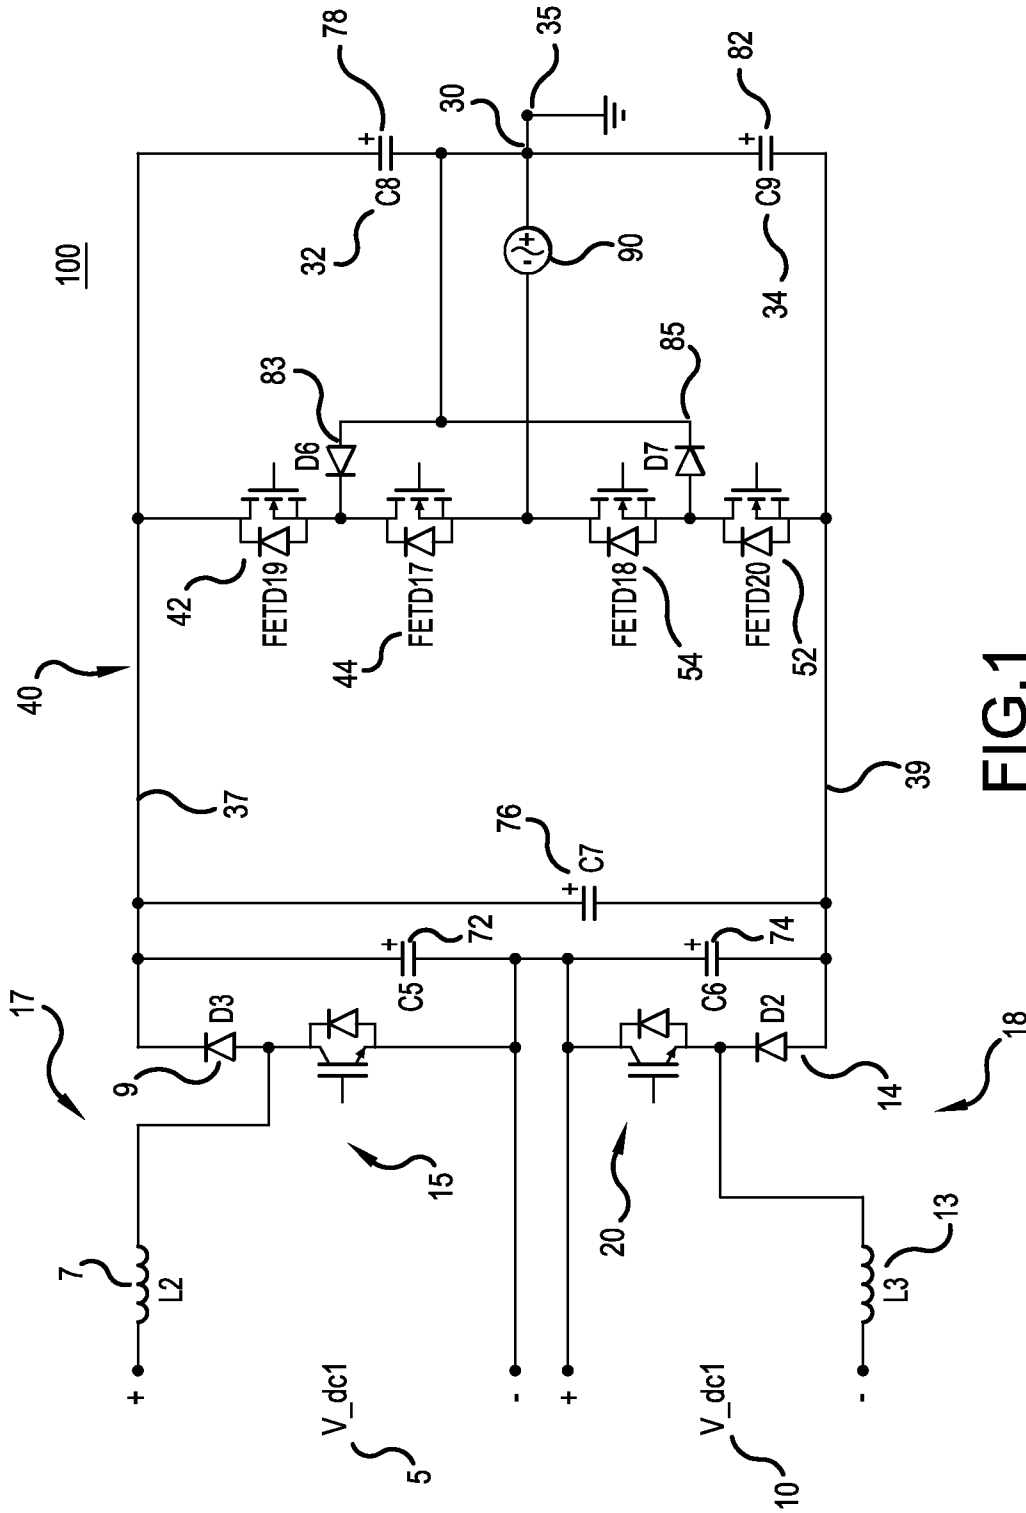 100
17
40
78
35
30
82
+
C8
32
+
C9
34
90
+
-
83
D6
85
D7
42
FETD19
44
FETD17
FETD18
54
FETD20
52
37
39
76
+
C7
+
C5
72
+
C6
74
D3
9
D2
14
18
15
20
7
L2
13
L3
+
V_dc1
5
-
+
V_dc1
10
-
FIG.1